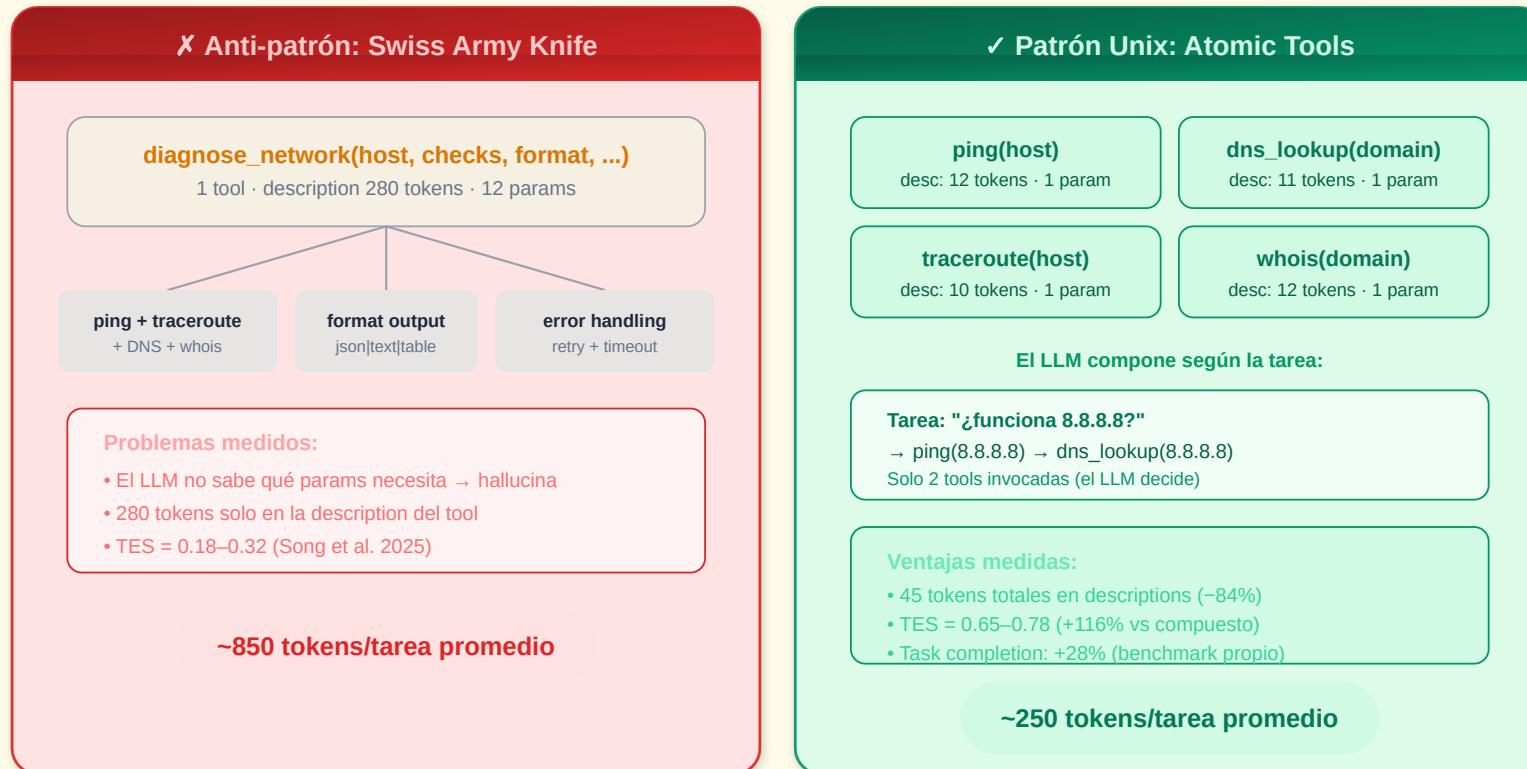 ✗ Anti-patrón: Swiss Army Knife
diagnose_network(host, checks, format, ...)
1 tool · description 280 tokens · 12 params
ping + traceroute
+ DNS + whois
format output
json|text|table
error handling
retry + timeout
Problemas medidos:
• El LLM no sabe qué params necesita → hallucina
• 280 tokens solo en la description del tool
• TES = 0.18–0.32 (Song et al. 2025)
~850 tokens/tarea promedio
✓ Patrón Unix: Atomic Tools
ping(host)
desc: 12 tokens · 1 param
dns_lookup(domain)
desc: 11 tokens · 1 param
traceroute(host)
desc: 10 tokens · 1 param
whois(domain)
desc: 12 tokens · 1 param
El LLM compone según la tarea:
Tarea: "¿funciona 8.8.8.8?"
→ ping(8.8.8.8) → dns_lookup(8.8.8.8)
Solo 2 tools invocadas (el LLM decide)
Ventajas medidas:
• 45 tokens totales en descriptions (−84%)
• TES = 0.65–0.78 (+116% vs compuesto)
• Task completion: +28% (benchmark propio)
~250 tokens/tarea promedio